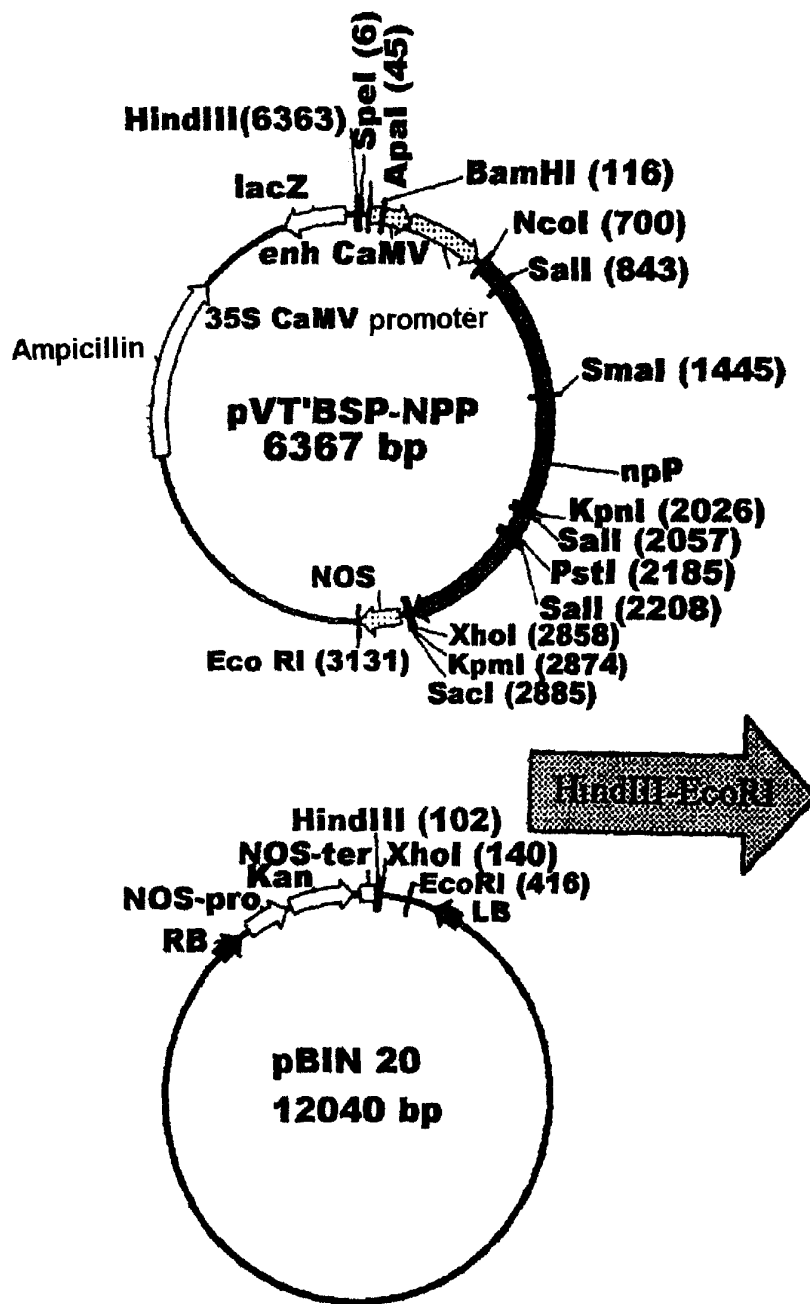 HindIII(6363)
SpeI (6)
ApaI (45)
BamHI (116)
lacZ
NcoI (700)
enh CaMV
SalI (843)
35S CaMV promoter
Ampicillin
SmaI (1445)
pVT'BSP-NPP
6367 bp
npP
KpnI (2026)
SalI (2057)
NOS
PstI (2185)
SalI (2208)
XhoI (2858)
Eco RI (3131)
KpmI (2874)
SacI (2885)
HindIII-EcoRI
HindIII (102)
NOS-ter
XhoI (140)
Kan
EcoRI (416)
NOS-pro
LB
RB
pBIN 20
12040 bp